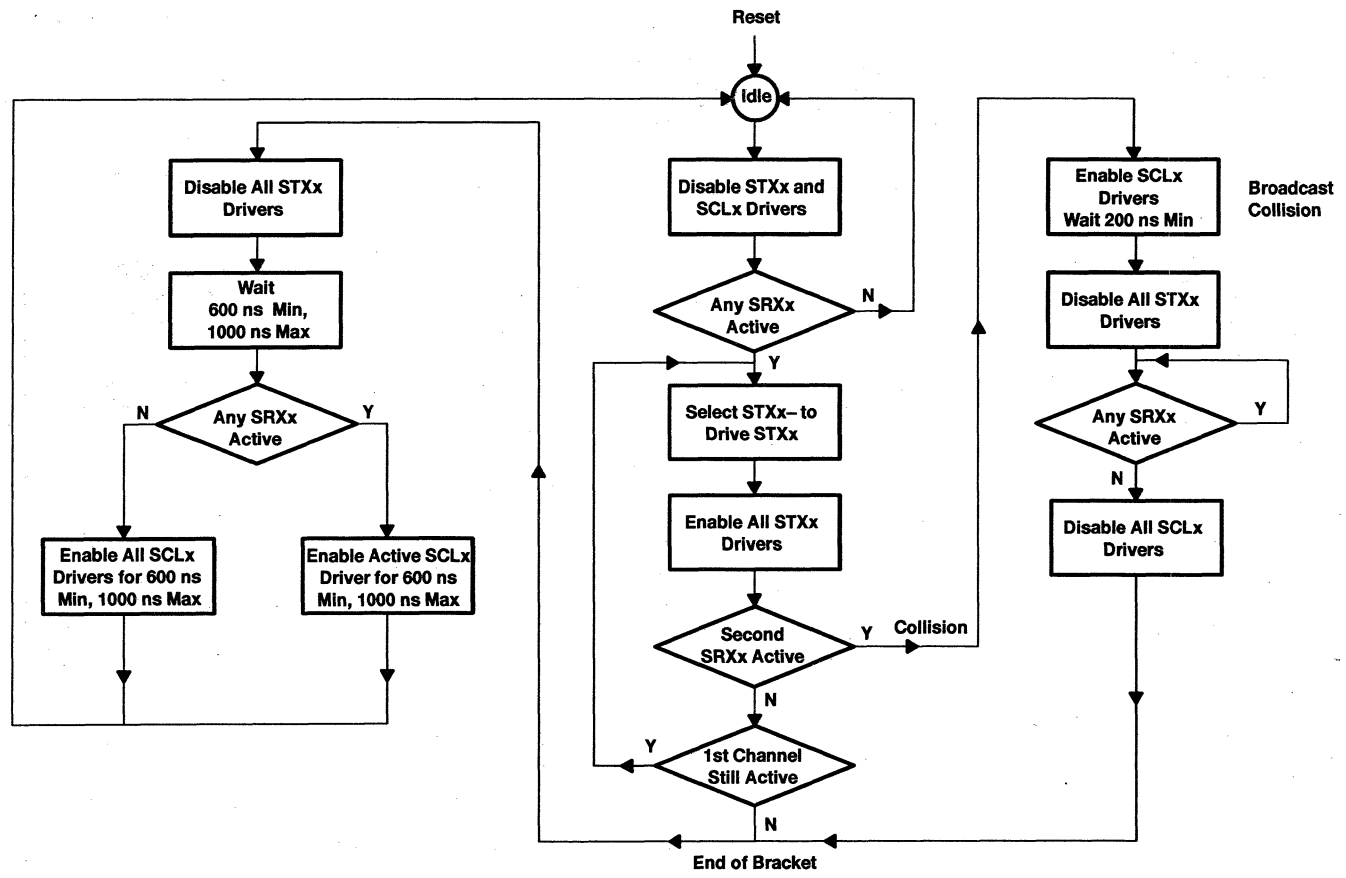 Reset
Idle
Disable All STXx
Drivers
Wait
600 ns Min,
1000 ns Max
N
Any SRXx
Active
Y
Enable All SCLx
Drivers for 600 ns
Min, 1000 ns Max
Enable Active SCLx
Driver for 600 ns
Min, 1000 ns Max
Disable STXx and
SCLx Drivers
Any SRXx
Active
N
Y
Select STXx– to
Drive STXx
Enable All STXx
Drivers
Second
SRXx Active
Y
Collision
N
Y
1st Channel
Still Active
N
End of Bracket
Enable SCLx
Drivers
Wait 200 ns Min
Broadcast
Collision
Disable All STXx
Drivers
Any SRXx
Active
Y
N
Disable All SCLx
Drivers